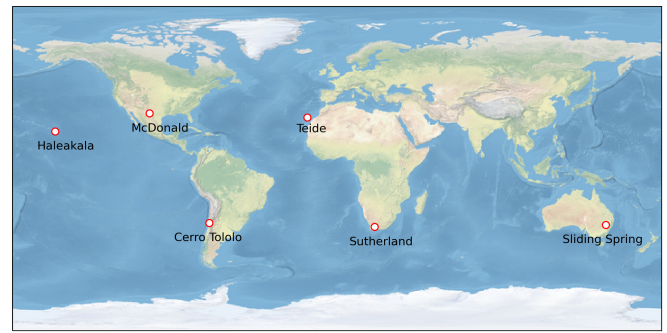 McDonald
Teide
Haleakala
Cerro Tololo
Sutherland
Sliding Spring